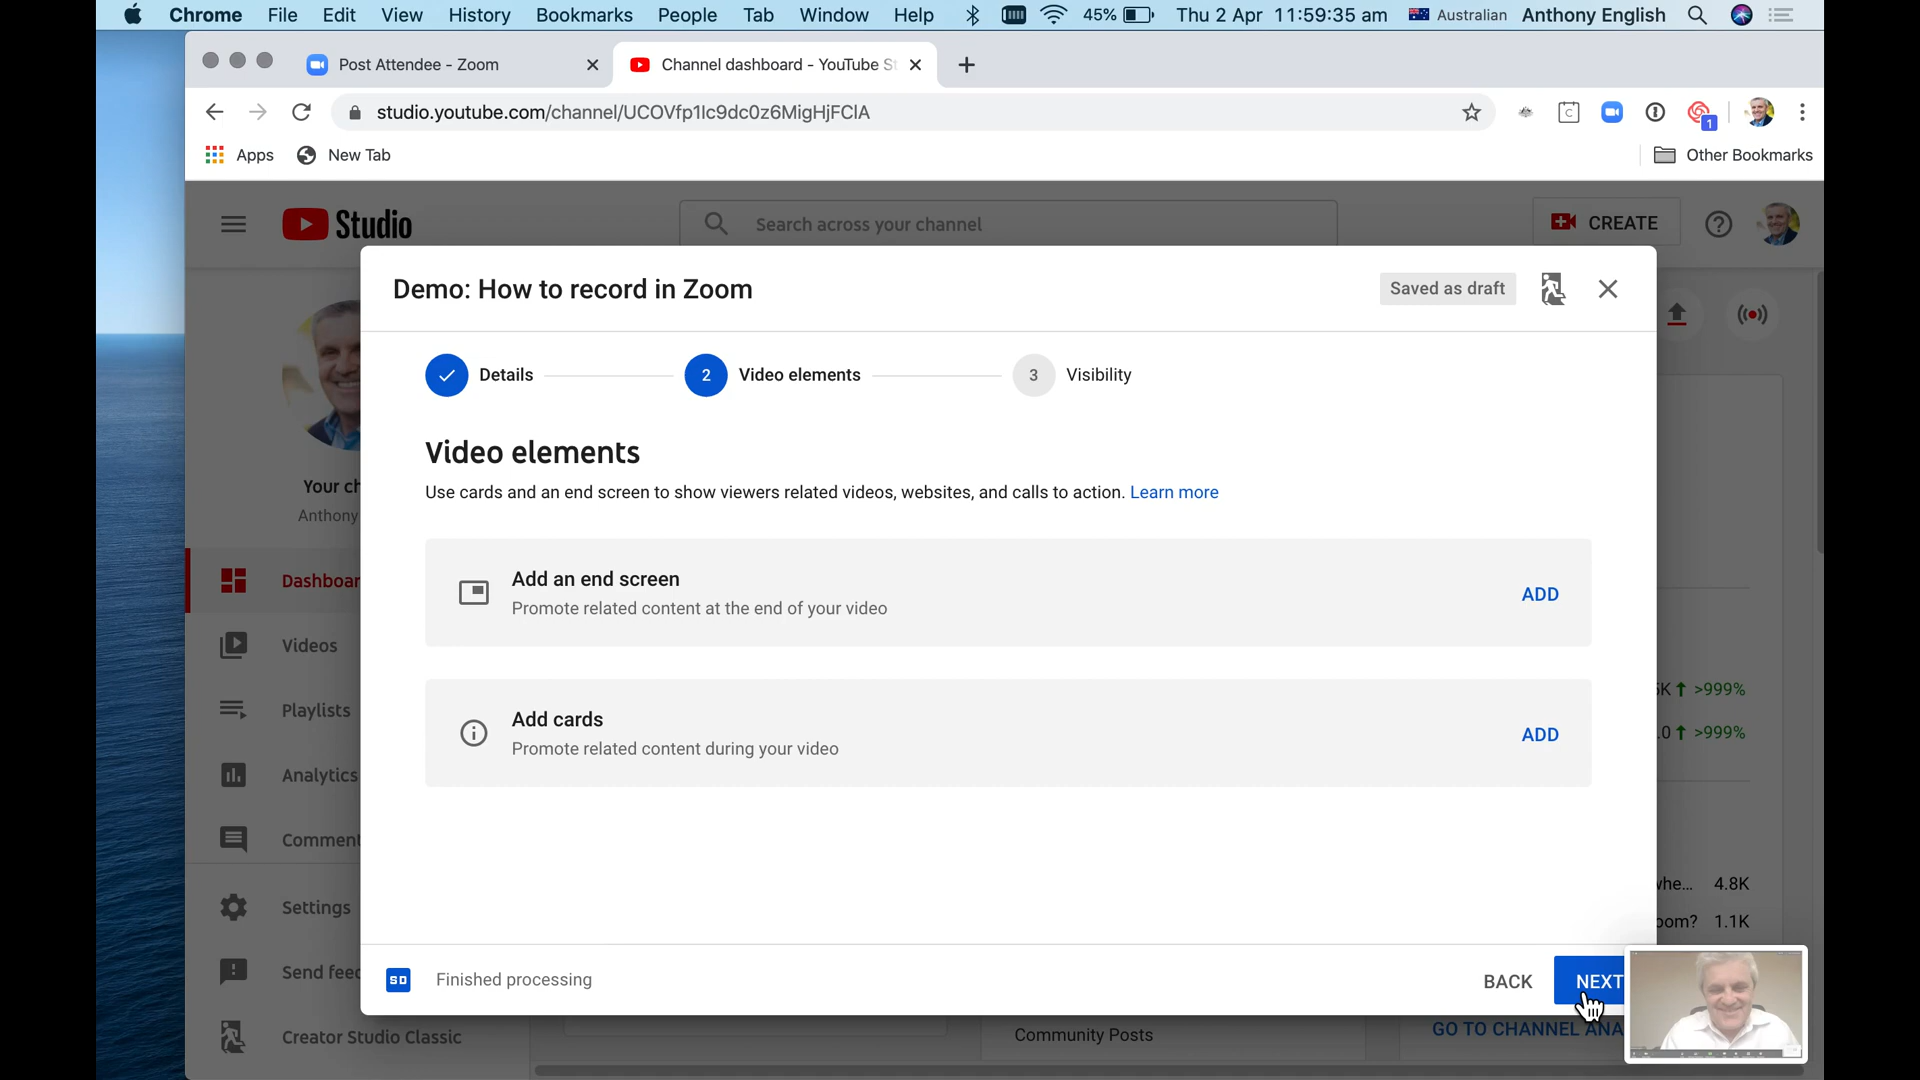 Chrome File Edit View History Bookmarks People Tab Window Help 45% Thu 2 Apr 11:59:35 am Australian Anthony English
Post Attendee - Zoom
Channel dashboard - YouTube S
studio.youtube.com/channel/UCOVfp1Ic9dc0z6MigHjFClA
1
Apps New Tab Other Bookmarks
Studio
Search across your channel
CREATE
Demo: How to record in Zoom
Saved as draft
Details
2 Video elements
3 Visibility
Video elements
Use cards and an end screen to show viewers related videos, websites, and calls to action. Learn more
Add an end screen
Promote related content at the end of your video
ADD
Add cards
Promote related content during your video
ADD
SD Finished processing
BACK NEXT
Your ch
Anthony
Dashboar
Videos
Playlists
Analytics
Comment
Settings
Send feed
Creator Studio Classic
K >999%
.0 >999%
whe... 4.8K
oom? 1.1K
Community Posts
GO TO CHANNEL ANA